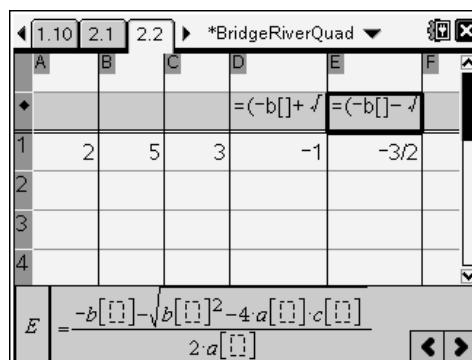 1.10 2.1 2.2 *BridgeRiverQuad
A B C D E F
=(-b[]+ √ =(-b[]- √
1 2 5 3 -1 -3/2
2
3
4
E =(-b[]-√(b[]²-4·a[]·c[]))/(2·a[])